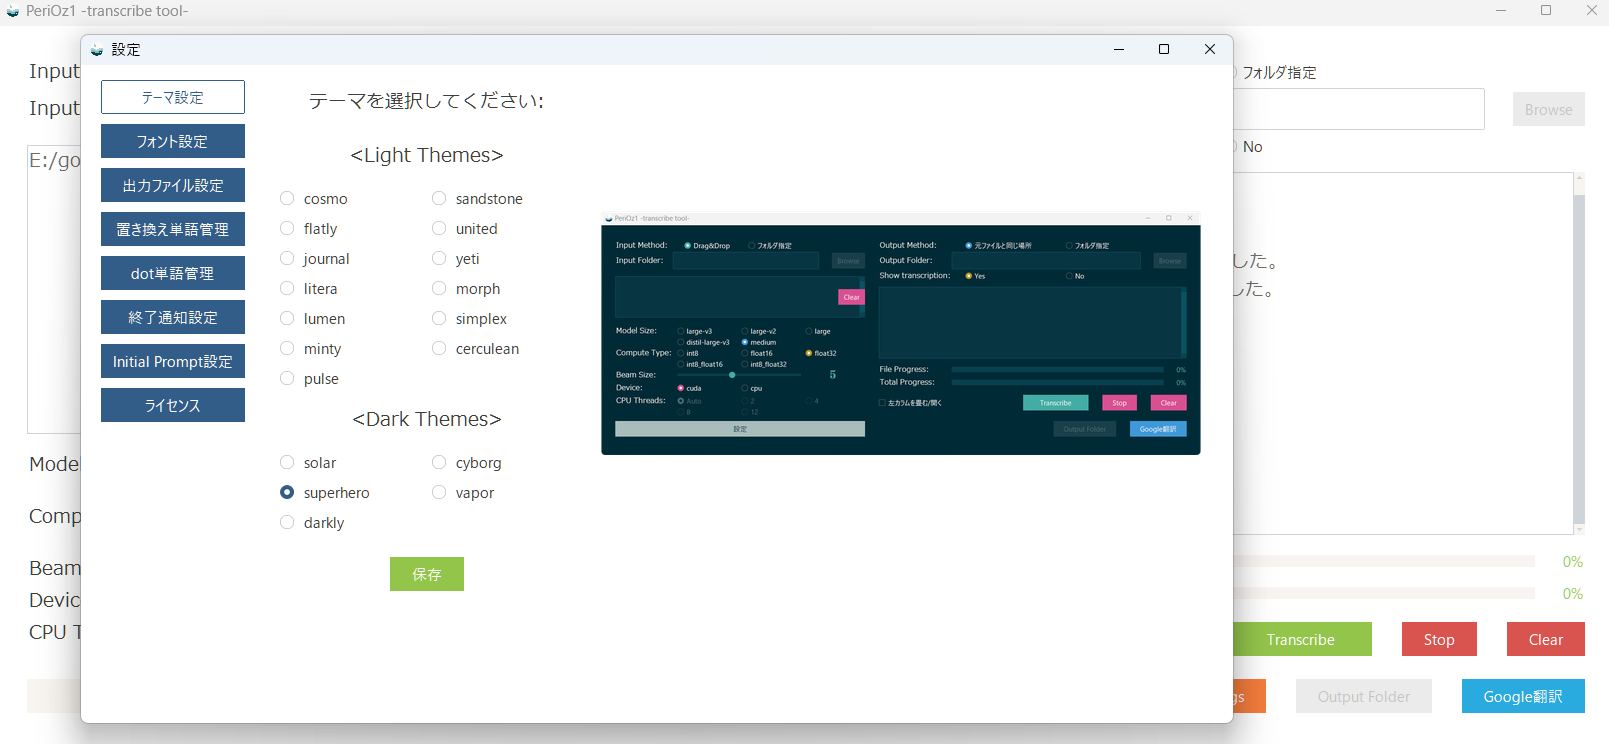 PeriOz1 -transcribe tool-
設定
Input
Input
E:/go
Model
Comp
Beam
Devic
CPU T
テーマ設定
フォント設定
出力ファイル設定
置き換え単語管理
dot単語管理
終了通知設定
Initial Prompt設定
ライセンス
テーマを選択してください:
<Light Themes>
cosmo sandstone
flatly united
journal yeti
litera morph
lumen simplex
minty cerculean
pulse
<Dark Themes>
solar cyborg
superhero vapor
darkly
保存
PeriOz1 -transcribe tool-
Input Method: Drag&Drop フォルダ指定
Input Folder: Browse
Clear
Model Size: large-v3 large-v2 large
distil-large-v3 medium
Compute Type: int8 float16 float32
int8_float16 int8_float32
Beam Size: 5
Device: cuda cpu
CPU Threads: Auto 2 4
8 12
設定
Output Method: 元ファイルと同じ場所 フォルダ指定
Output Folder: Browse
Show transcription: Yes No
File Progress: 0%
Total Progress: 0%
左カラムを畳む/開く Transcribe Stop Clear
Output Folder Google翻訳
フォルダ指定
Browse
No
した。
した。
0%
0%
Transcribe Stop Clear
gs Output Folder Google翻訳